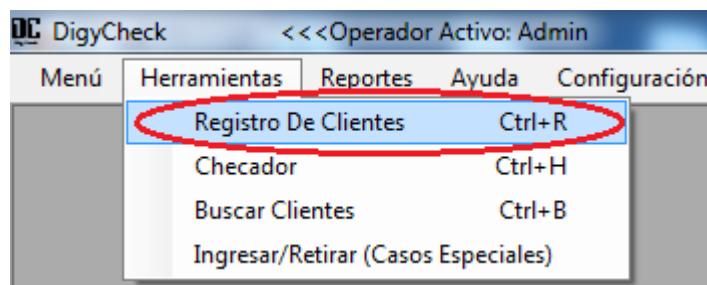 DC DigyCheck <<<Operador Activo: Admin
Menú Herramientas Reportes Ayuda Configuración
Registro De Clientes Ctrl+R
Checador Ctrl+H
Buscar Clientes Ctrl+B
Ingresar/Retirar (Casos Especiales)